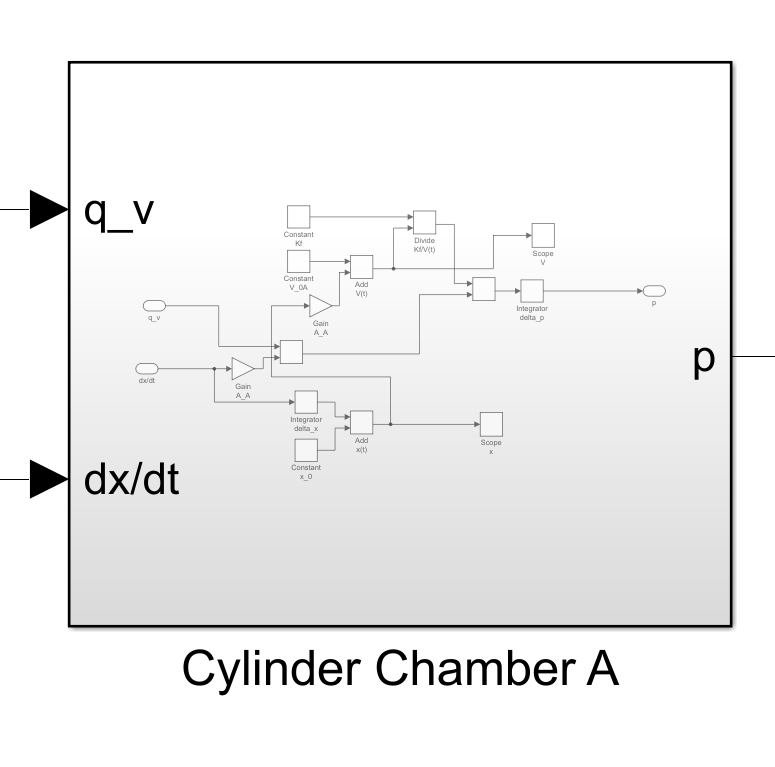 q_v
dx/dt
p
Constant
Kf
Divide
Kf/V(t)
Scope
V
Constant
V_0A
Add
V(t)
Gain
A_A
Integrator
delta_p
p
q_v
dx/dt
Gain
A_A
Integrator
delta_x
Add
x(t)
Scope
x
Constant
x_0
Cylinder Chamber A